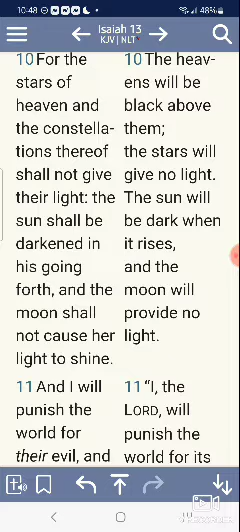 10:48
48%
Isaiah 13
KJV | NLT
10 For the
stars of
heaven and
the constella-
tions thereof
shall not give
their light: the
sun shall be
darkened in
his going
forth, and the
moon shall
not cause her
light to shine.
11 And I will
punish the
world for
their evil, and
10 The heav-
ens will be
black above
them;
the stars will
give no light.
The sun will
be dark when
it rises,
and the
moon will
provide no
light.
11 “I, the
LORD, will
punish the
world for its